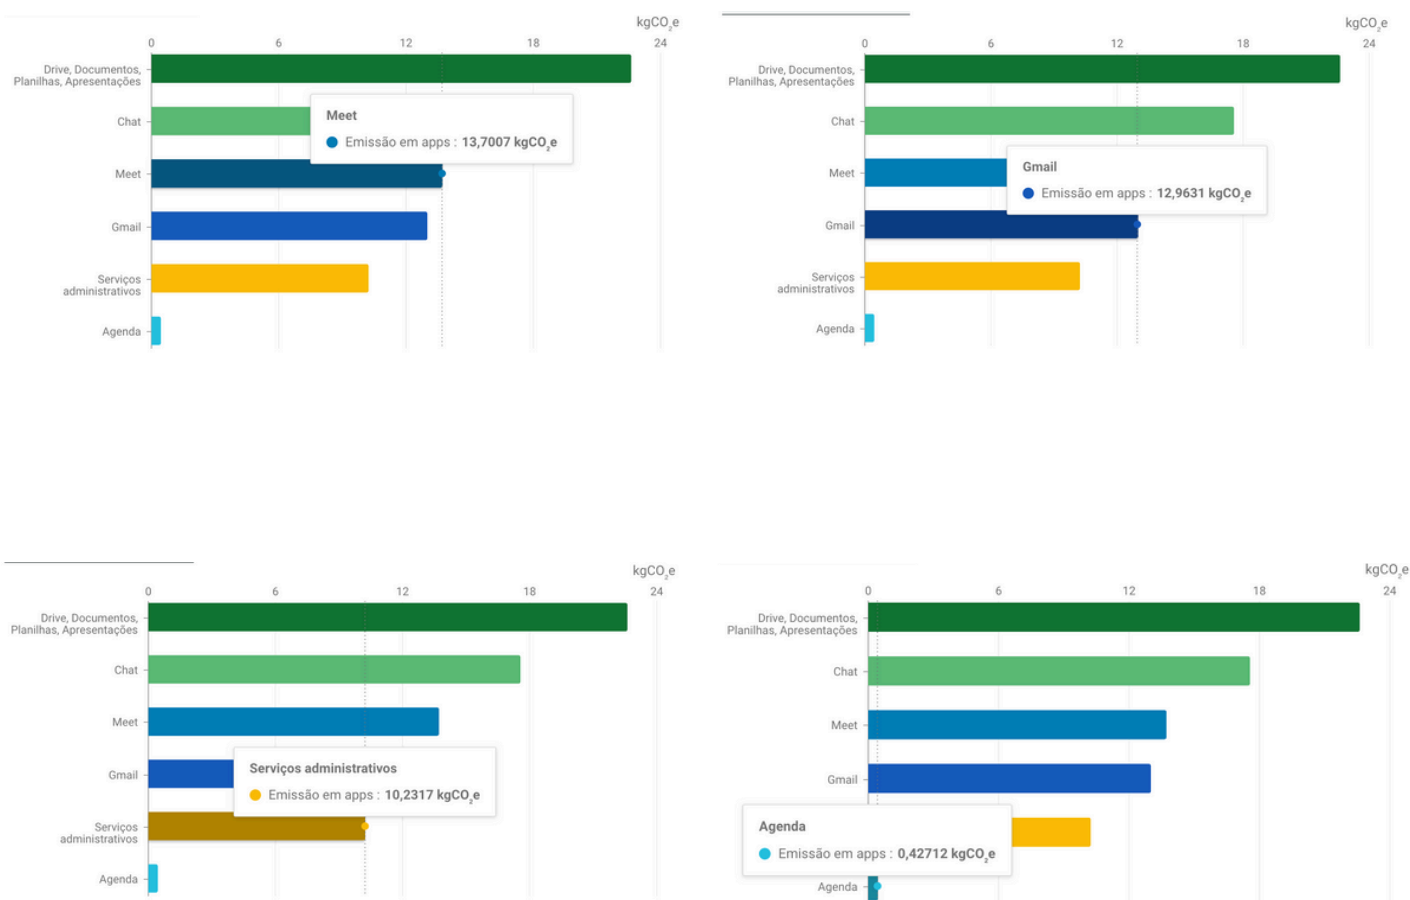 kgCO₂e
0 6 12 18 24
Drive, Documentos,
Planilhas, Apresentações
Chat
Meet
Emissão em apps : 13,7007 kgCO₂e
Meet
Gmail
Serviços
administrativos
Agenda
kgCO₂e
0 6 12 18 24
Drive, Documentos,
Planilhas, Apresentações
Chat
Meet
Gmail
Emissão em apps : 12,9631 kgCO₂e
Gmail
Serviços
administrativos
Agenda
kgCO₂e
0 6 12 18 24
Drive, Documentos,
Planilhas, Apresentações
Chat
Meet
Gmail
Serviços administrativos
Emissão em apps : 10,2317 kgCO₂e
Serviços
administrativos
Agenda
kgCO₂e
0 6 12 18 24
Drive, Documentos,
Planilhas, Apresentações
Chat
Meet
Gmail
Agenda
Emissão em apps : 0,42712 kgCO₂e
Agenda